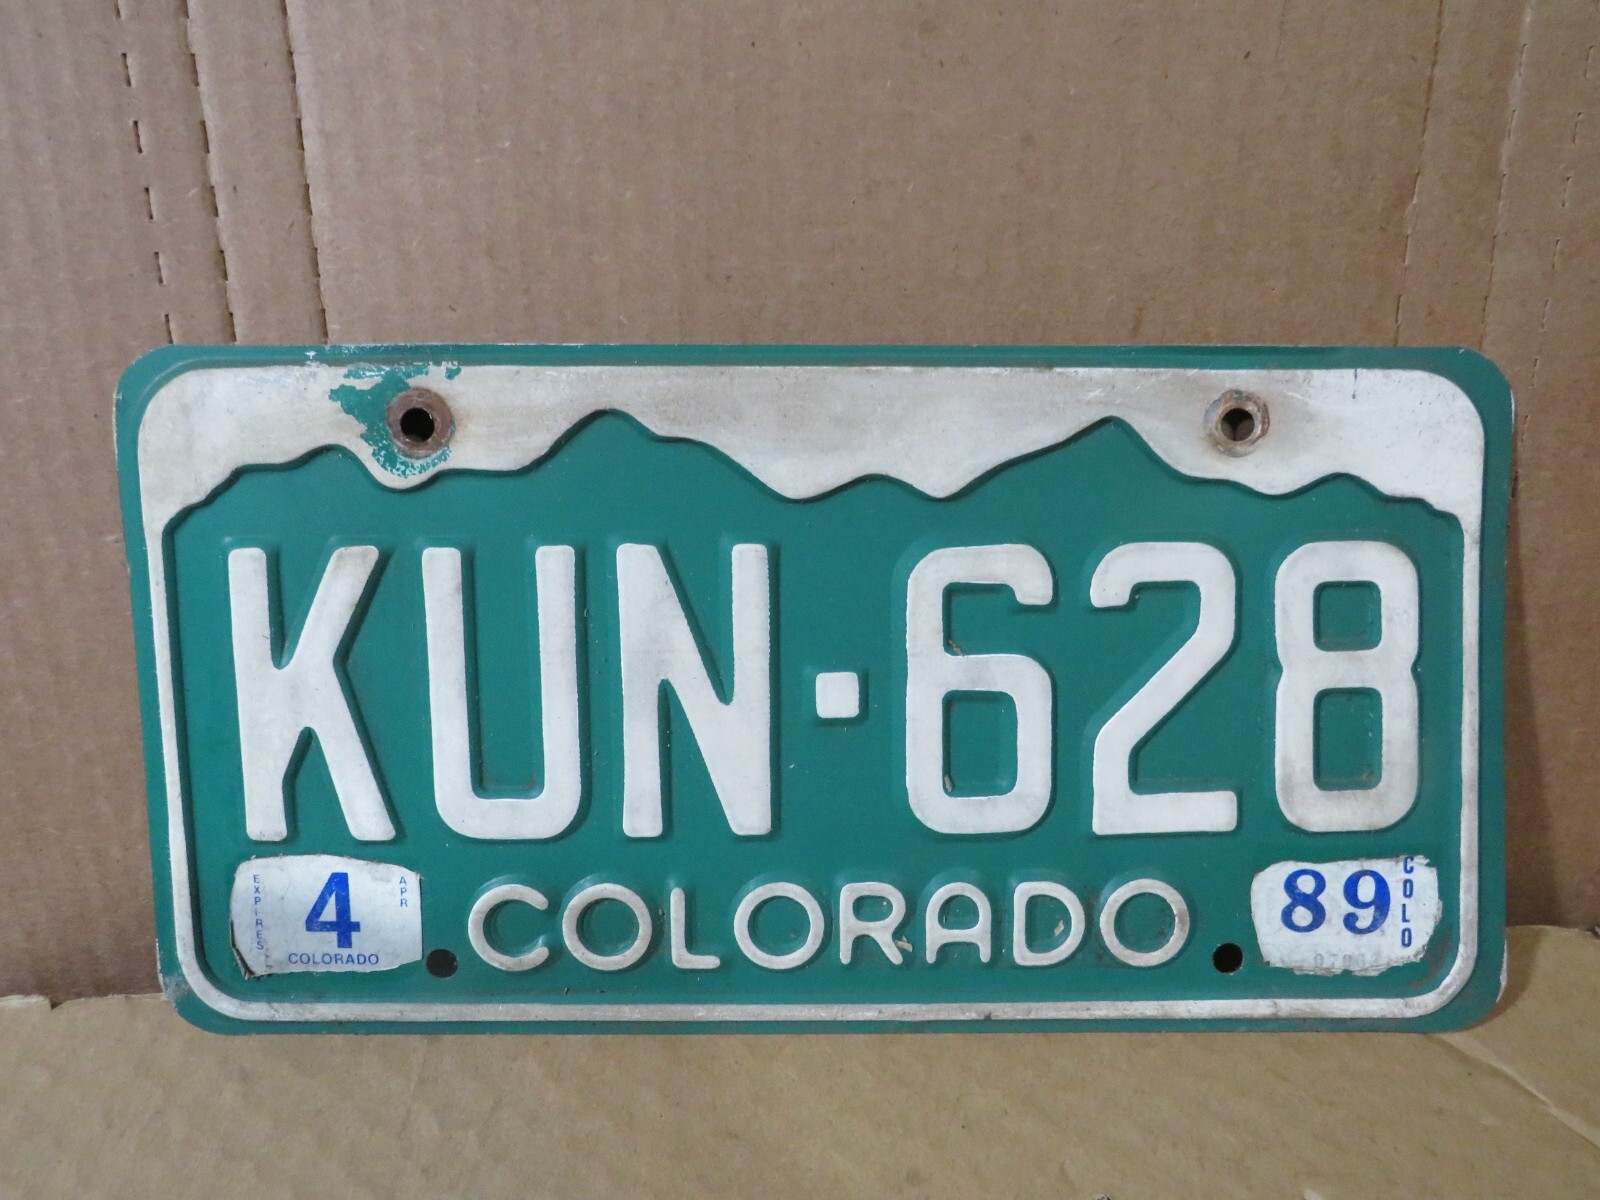 KUN·628
EXPIRES
4
APR
COLORADO
COLORADO
89
COLO